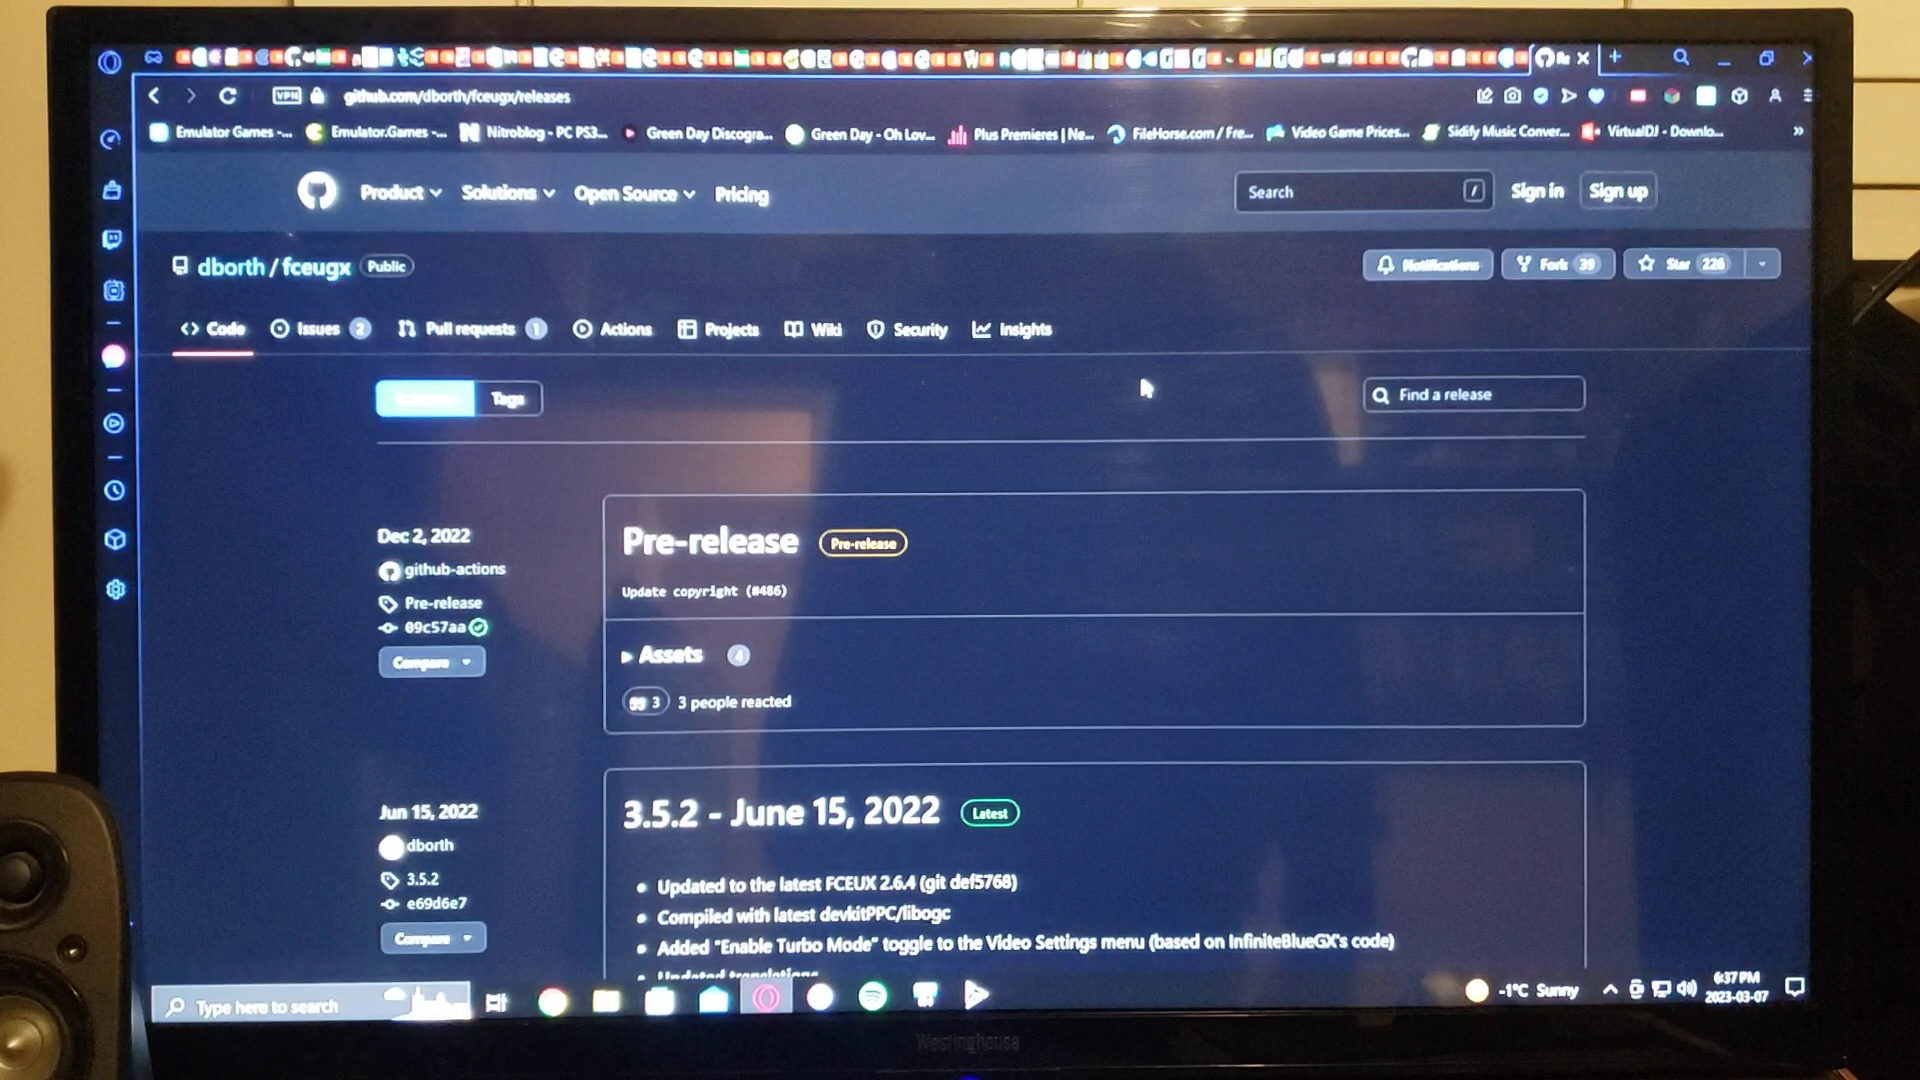 VPN github.com/dborth/fceugx/releases
Emulator Games -... Emulator.Games -... Nitroblog - PC PS3... Green Day Discogra... Green Day - Oh Lov... Plus Premieres | Ne... FileHorse.com / Fre... Video Game Prices... Sidify Music Conver... VirtualDJ - Downlo... »
Product Solutions Open Source Pricing Search / Sign in Sign up
dborth / fceugx Public Notifications Fork 39 Star 226
<> Code Issues 2 Pull requests 1 Actions Projects Wiki Security Insights
Tags Find a release
Dec 2, 2022
github-actions
Pre-release
09c57aa
Compare
Pre-release Pre-release
Update copyright (#486)
Assets 4
3 3 people reacted
Jun 15, 2022
dborth
3.5.2
e69d6e7
Compare
3.5.2 - June 15, 2022 Latest
• Updated to the latest FCEUX 2.6.4 (git def5768)
• Compiled with latest devkitPPC/libogc
• Added "Enable Turbo Mode" toggle to the Video Settings menu (based on InfiniteBlueGX's code)
• Updated translations
Type here to search -1°C Sunny 6:37 PM
2023-03-07
Westinghouse